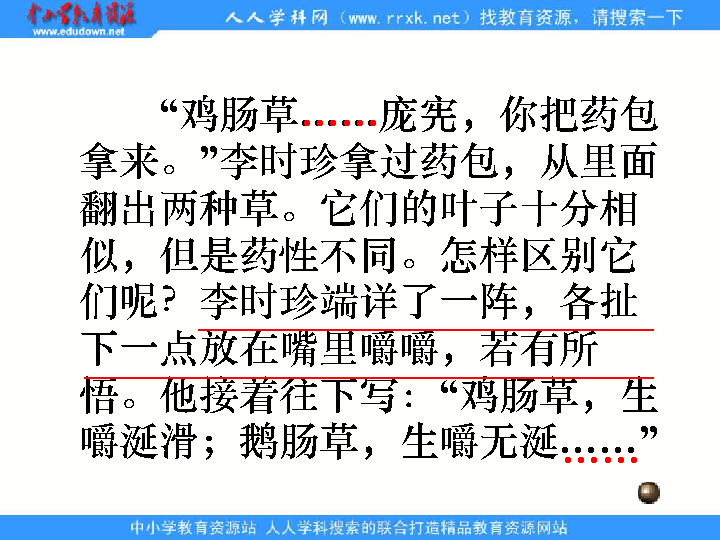 中小学教育资源
www.edudown.net
人人学科网（www.rrxk.net）找教育资源，请搜索一下
“鸡肠草……庞宪，你把药包
拿来。”李时珍拿过药包，从里面
翻出两种草。它们的叶子十分相
似，但是药性不同。怎样区别它
们呢？李时珍端详了一阵，各扯
下一点放在嘴里嚼嚼，若有所
悟。他接着往下写：“鸡肠草，生
嚼涎滑；鹅肠草，生嚼无涎……”
中小学教育资源站 人人学科搜索的联合打造精品教育资源网站